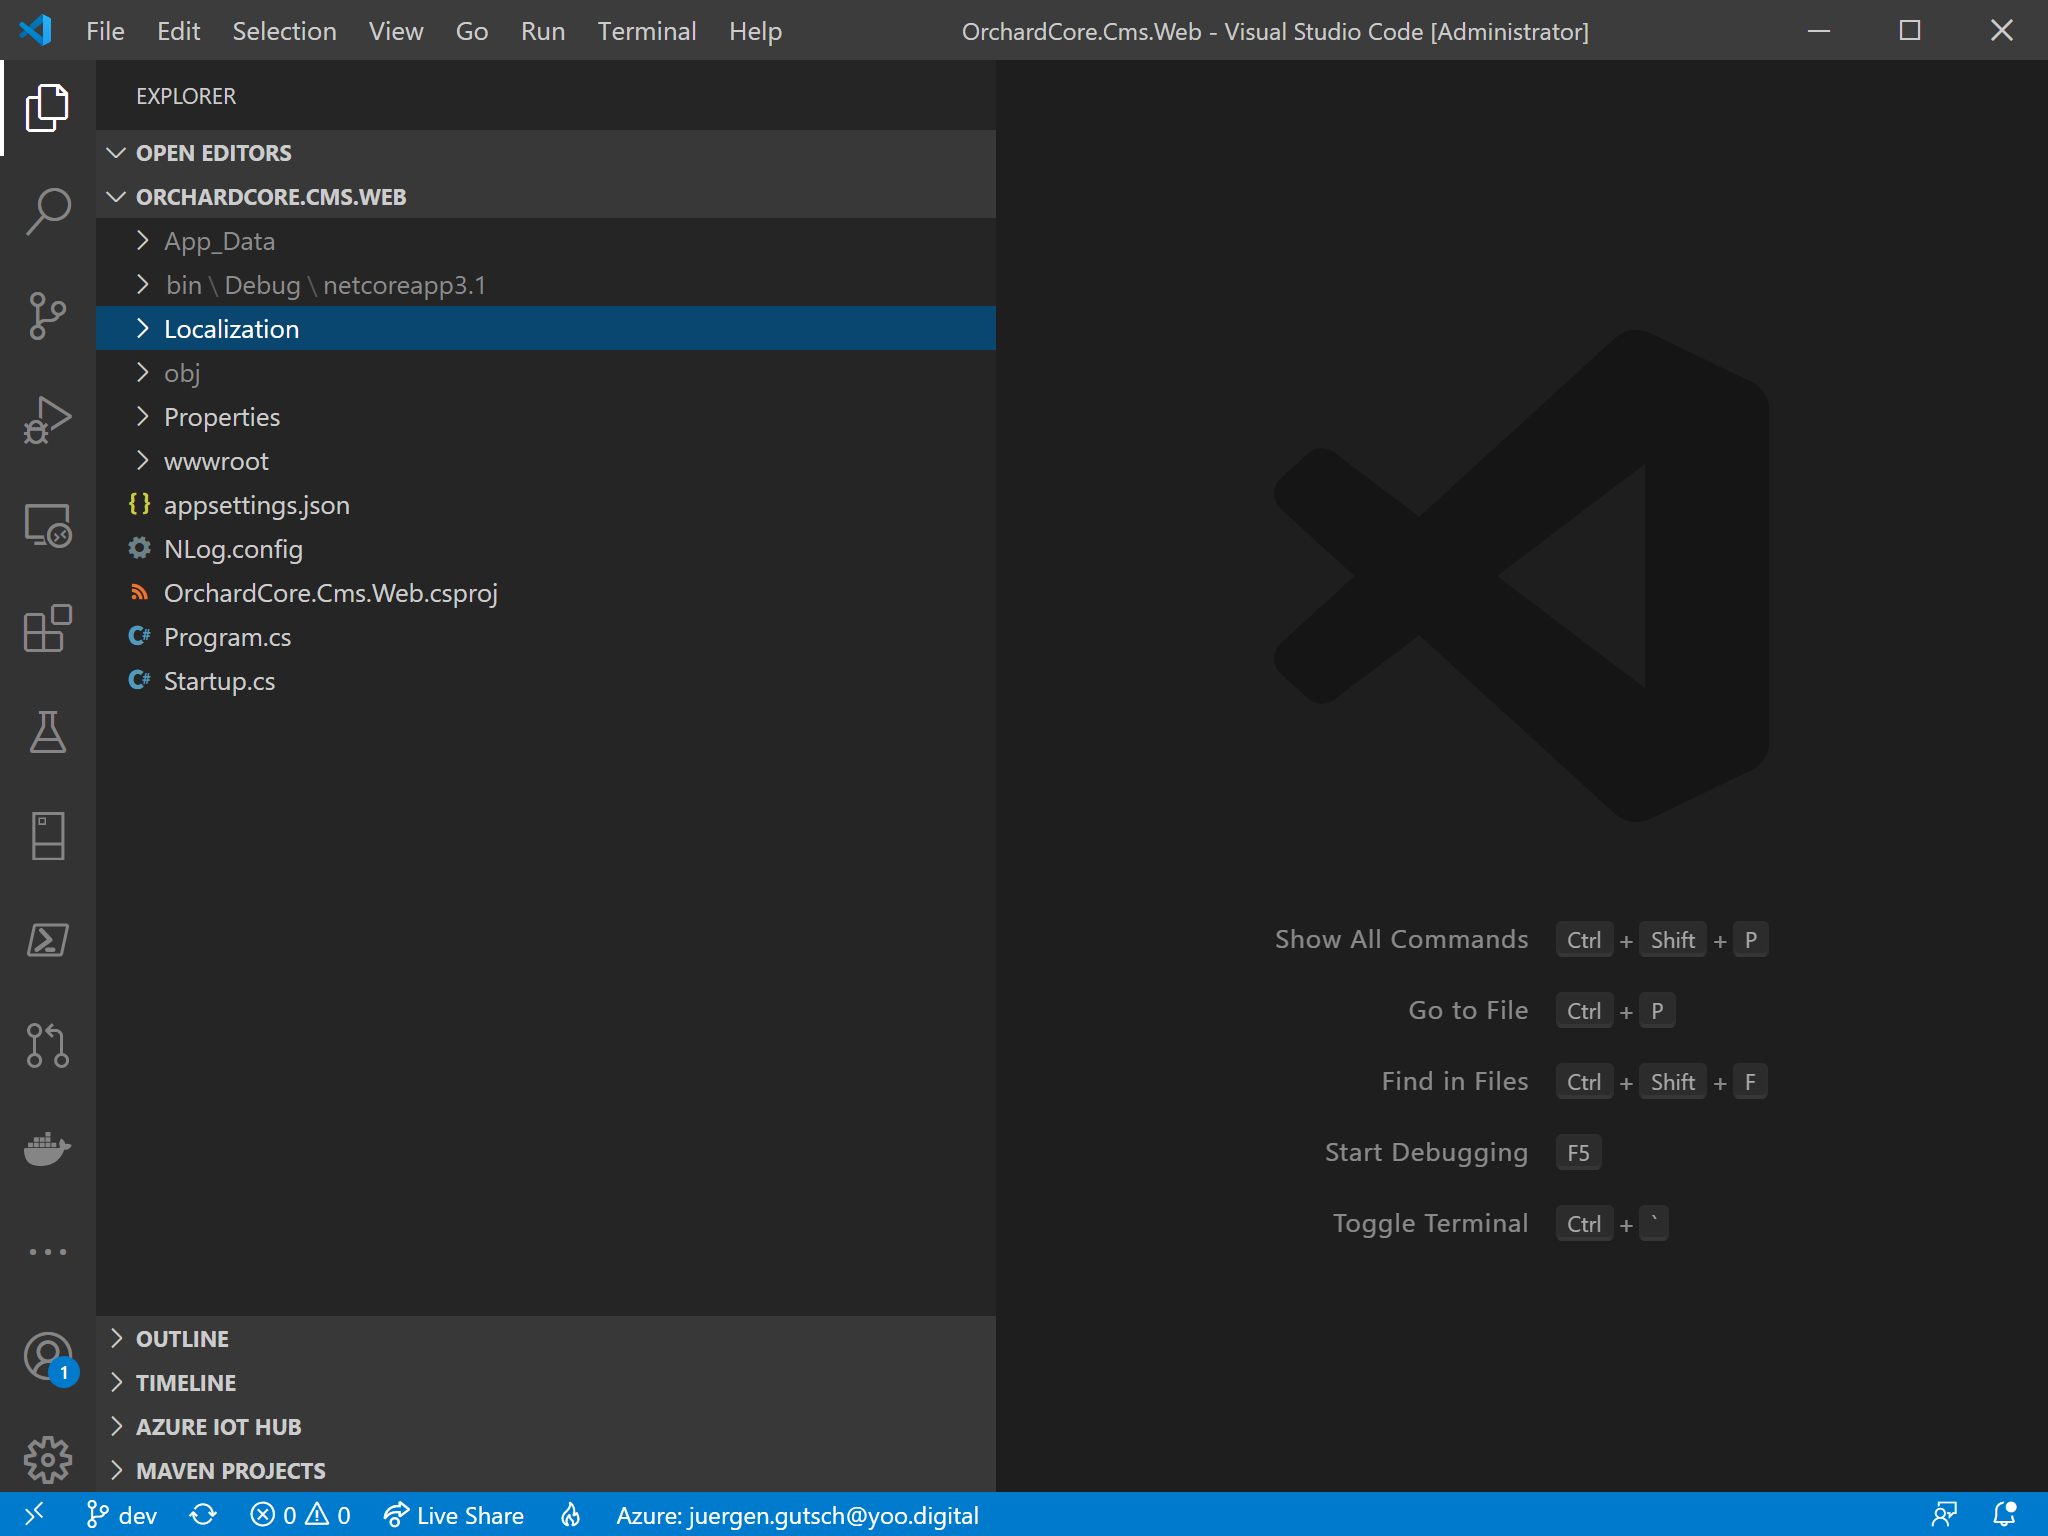 File Edit Selection View Go Run Terminal Help OrchardCore.Cms.Web - Visual Studio Code [Administrator]
EXPLORER
OPEN EDITORS
ORCHARDCORE.CMS.WEB
App_Data
bin \ Debug \ netcoreapp3.1
Localization
obj
Properties
wwwroot
{ } appsettings.json
NLog.config
OrchardCore.Cms.Web.csproj
C# Program.cs
C# Startup.cs
Show All Commands Ctrl + Shift + P
Go to File Ctrl + P
Find in Files Ctrl + Shift + F
Start Debugging F5
Toggle Terminal Ctrl + `
OUTLINE
TIMELINE
1
AZURE IOT HUB
MAVEN PROJECTS
dev 0 0 Live Share Azure: juergen.gutsch@yoo.digital